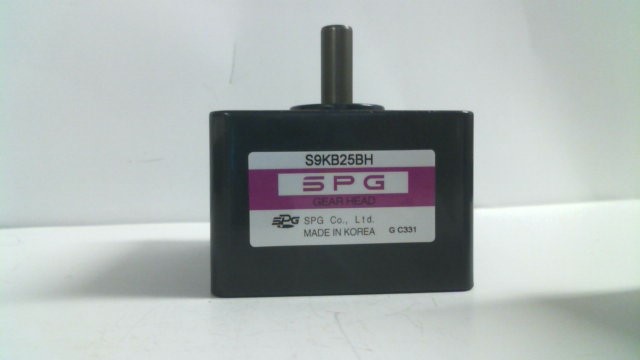 S9KB25BH
SPG
GEAR HEAD
SPG SPG Co., Ltd.
MADE IN KOREA G C331